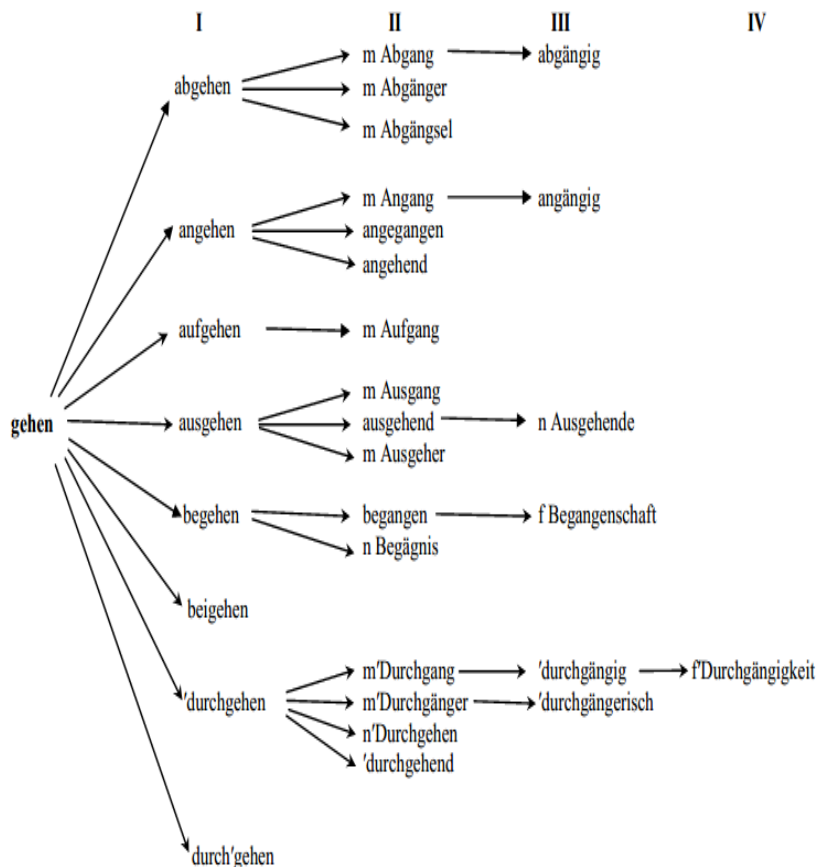 I II III IV
m Abgang abgängig
abgehen m Abgänger
m Abgängsel
m Angang angängig
angehen angegangen
angehend
aufgehen m Aufgang
m Ausgang
gehen ausgehen ausgehend n Ausgehende
m Ausgeher
begehen begangen f Begangenschaft
n Begägnis
beigehen
m'Durchgang 'durchgängig f'Durchgängigkeit
'durchgehen m'Durchgänger 'durchgängerisch
n'Durchgehen
'durchgehend
durch'gehen